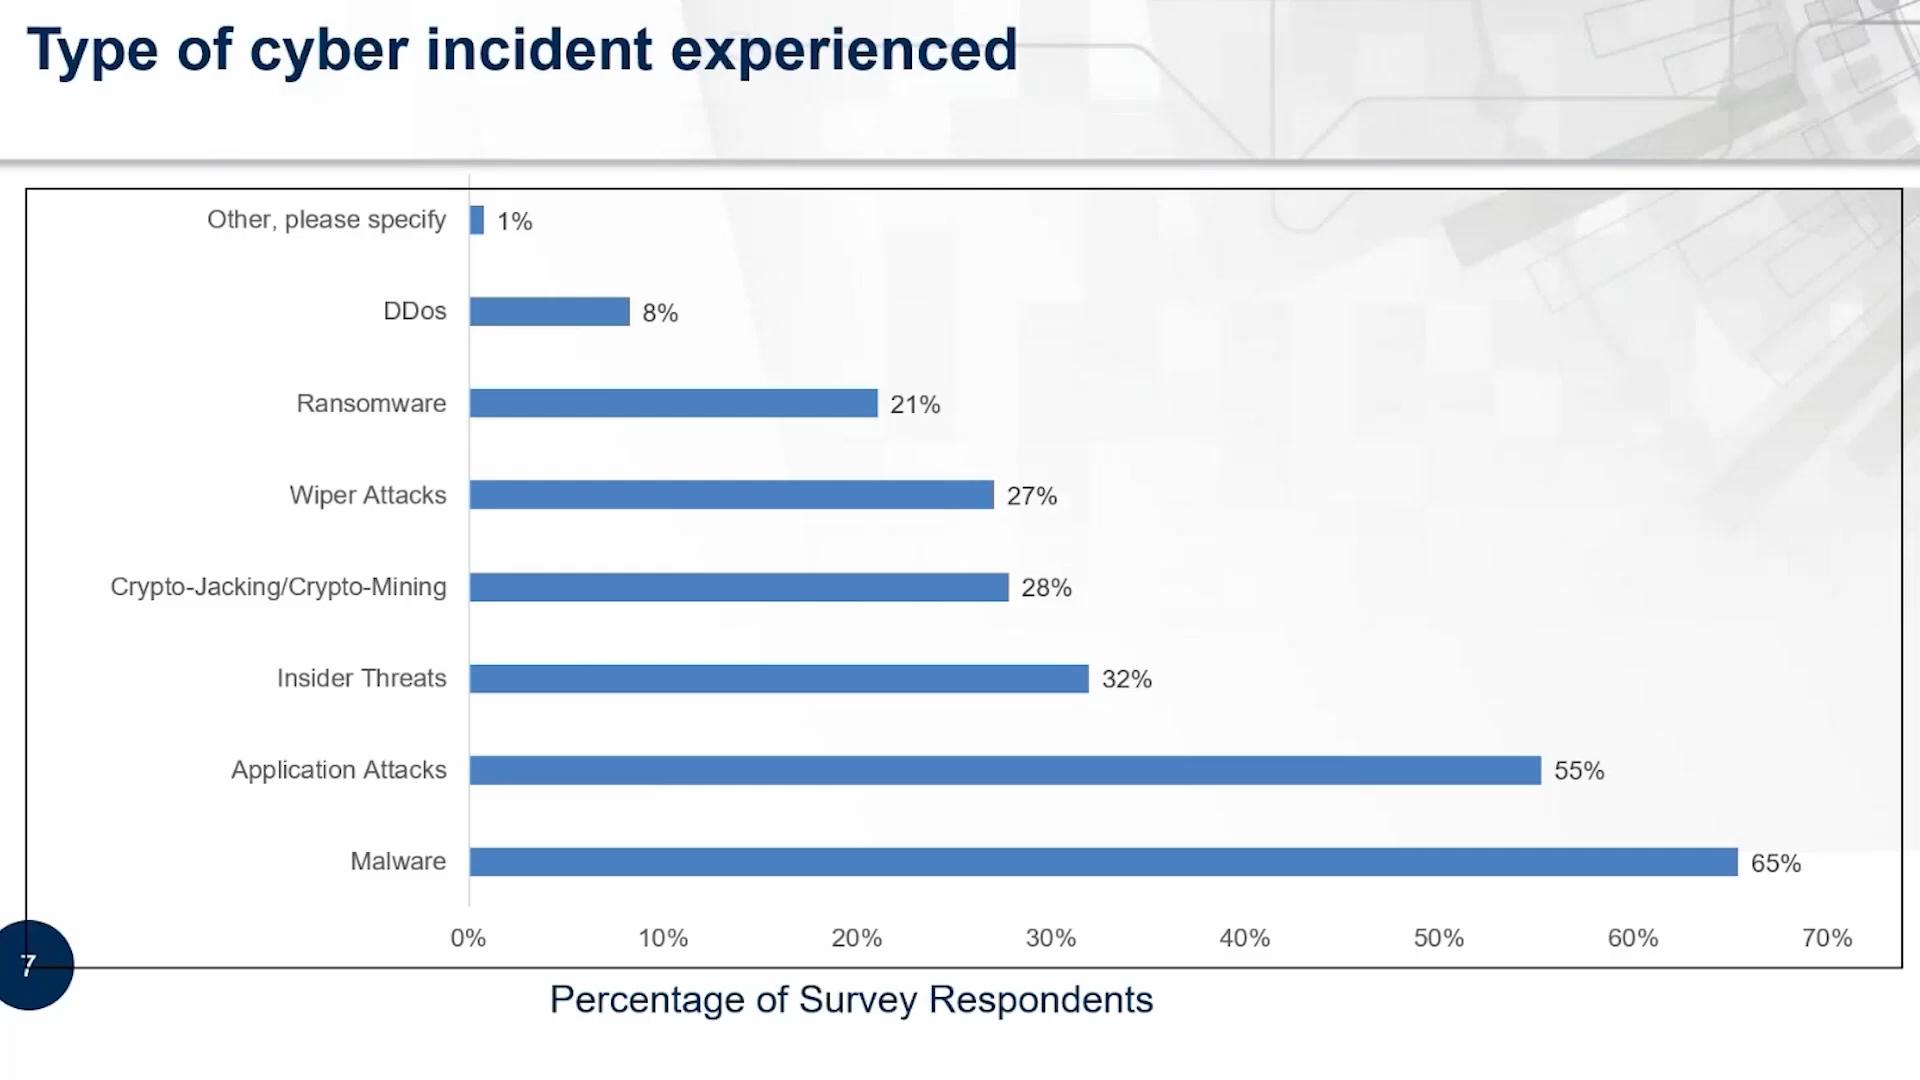 Type of cyber incident experienced
Other, please specify 1%
DDos 8%
Ransomware 21%
Wiper Attacks 27%
Crypto-Jacking/Crypto-Mining 28%
Insider Threats 32%
Application Attacks 55%
Malware 65%
0% 10% 20% 30% 40% 50% 60% 70%
7
Percentage of Survey Respondents